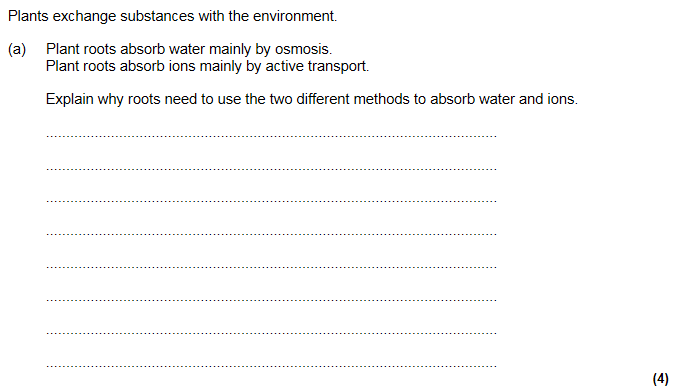 Plants exchange substances with the environment.
(a) Plant roots absorb water mainly by osmosis.
Plant roots absorb ions mainly by active transport.
Explain why roots need to use the two different methods to absorb water and ions.
(4)